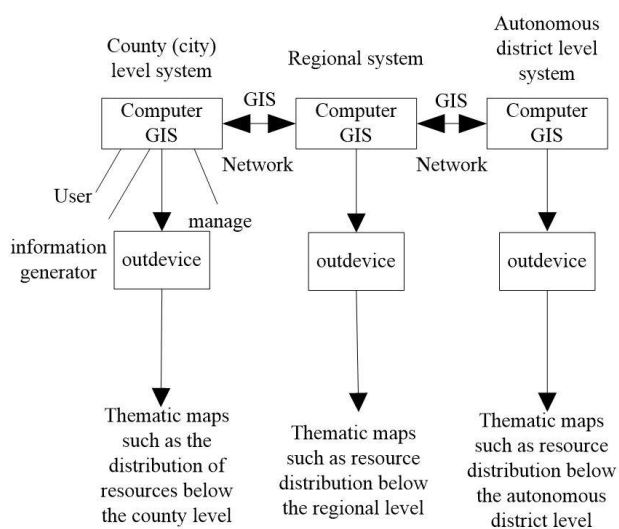 County (city)
level system
Regional system
Autonomous
district level
system
Computer
GIS
GIS
Network
Computer
GIS
GIS
Network
Computer
GIS
User
information
generator
manage
outdevice
outdevice
outdevice
Thematic maps
such as the
distribution of
resources below
the county level
Thematic maps
such as resource
distribution below
the regional level
Thematic maps
such as resource
distribution below
the autonomous
district level